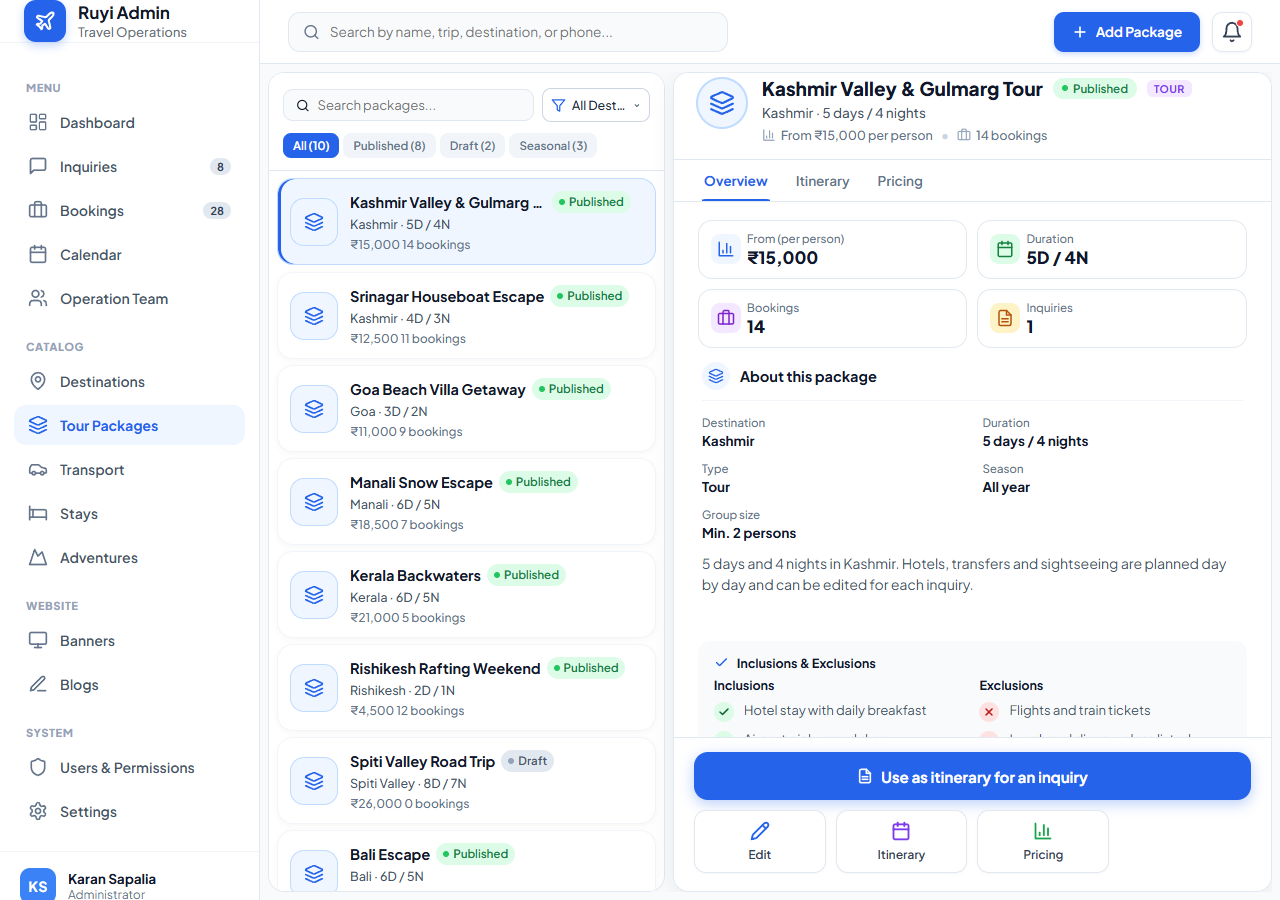 Ruyi Admin
Travel Operations
MENU
Dashboard
Inquiries 8
Bookings 28
Calendar
Operation Team
CATALOG
Destinations
Tour Packages
Transport
Stays
Adventures
WEBSITE
Banners
Blogs
SYSTEM
Users & Permissions
Settings
KS
Karan Sapalia
Administrator
Search by name, trip, destination, or phone...
Add Package
Search packages...
All Dest...
All (10)
Published (8)
Draft (2)
Seasonal (3)
Kashmir Valley & Gulmarg ... Published
Kashmir · 5D / 4N
₹15,000 14 bookings
Srinagar Houseboat Escape Published
Kashmir · 4D / 3N
₹12,500 11 bookings
Goa Beach Villa Getaway Published
Goa · 3D / 2N
₹11,000 9 bookings
Manali Snow Escape Published
Manali · 6D / 5N
₹18,500 7 bookings
Kerala Backwaters Published
Kerala · 6D / 5N
₹21,000 5 bookings
Rishikesh Rafting Weekend Published
Rishikesh · 2D / 1N
₹4,500 12 bookings
Spiti Valley Road Trip Draft
Spiti Valley · 8D / 7N
₹26,000 0 bookings
Bali Escape Published
Bali · 6D / 5N
Kashmir Valley & Gulmarg Tour Published TOUR
Kashmir · 5 days / 4 nights
From ₹15,000 per person 14 bookings
Overview
Itinerary
Pricing
From (per person)
₹15,000
Duration
5D / 4N
Bookings
14
Inquiries
1
About this package
Destination
Kashmir
Duration
5 days / 4 nights
Type
Tour
Season
All year
Group size
Min. 2 persons
5 days and 4 nights in Kashmir. Hotels, transfers and sightseeing are planned day
by day and can be edited for each inquiry.
Inclusions & Exclusions
Inclusions
Hotel stay with daily breakfast
Exclusions
Flights and train tickets
Use as itinerary for an inquiry
Edit
Itinerary
Pricing